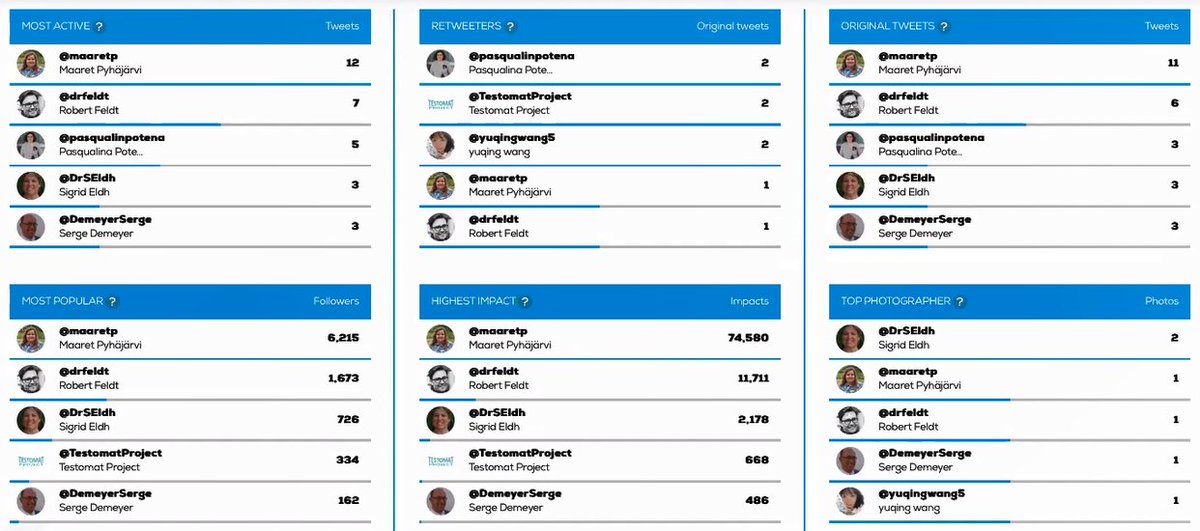 MOST ACTIVE ? Tweets
@maaretp
Maaret Pyhäjärvi
12
@drfeldt
Robert Feldt
7
@pasqualinpotena
Pasqualina Pote...
5
@DrSEldh
Sigrid Eldh
3
@DemeyerSerge
Serge Demeyer
3
RETWEETERS ? Original tweets
@pasqualinpotena
Pasqualina Pote...
2
TESTOMAT
PROJECT
@TestomatProject
Testomat Project
2
@yuqingwang5
yuqing wang
2
@maaretp
Maaret Pyhäjärvi
1
@drfeldt
Robert Feldt
1
ORIGINAL TWEETS ? Tweets
@maaretp
Maaret Pyhäjärvi
11
@drfeldt
Robert Feldt
6
@pasqualinpotena
Pasqualina Pote...
3
@DrSEldh
Sigrid Eldh
3
@DemeyerSerge
Serge Demeyer
3
MOST POPULAR ? Followers
@maaretp
Maaret Pyhäjärvi
6,215
@drfeldt
Robert Feldt
1,673
@DrSEldh
Sigrid Eldh
726
TESTOMAT
PROJECT
@TestomatProject
Testomat Project
334
@DemeyerSerge
Serge Demeyer
162
HIGHEST IMPACT ? Impacts
@maaretp
Maaret Pyhäjärvi
74,580
@drfeldt
Robert Feldt
11,711
@DrSEldh
Sigrid Eldh
2,178
TESTOMAT
PROJECT
@TestomatProject
Testomat Project
668
@DemeyerSerge
Serge Demeyer
486
TOP PHOTOGRAPHER ? Photos
@DrSEldh
Sigrid Eldh
2
@maaretp
Maaret Pyhäjärvi
1
@drfeldt
Robert Feldt
1
@DemeyerSerge
Serge Demeyer
1
@yuqingwang5
yuqing wang
1